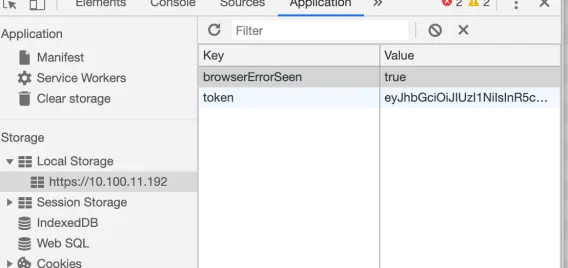 Elements Console Sources Application » 2 2
Application
Manifest
Service Workers
Clear storage
Storage
Local Storage
https://10.100.11.192
Session Storage
IndexedDB
Web SQL
Cookies
Filter
Key Value
browserErrorSeen true
token eyJhbGciOiJIUzI1NiIsInR5c...